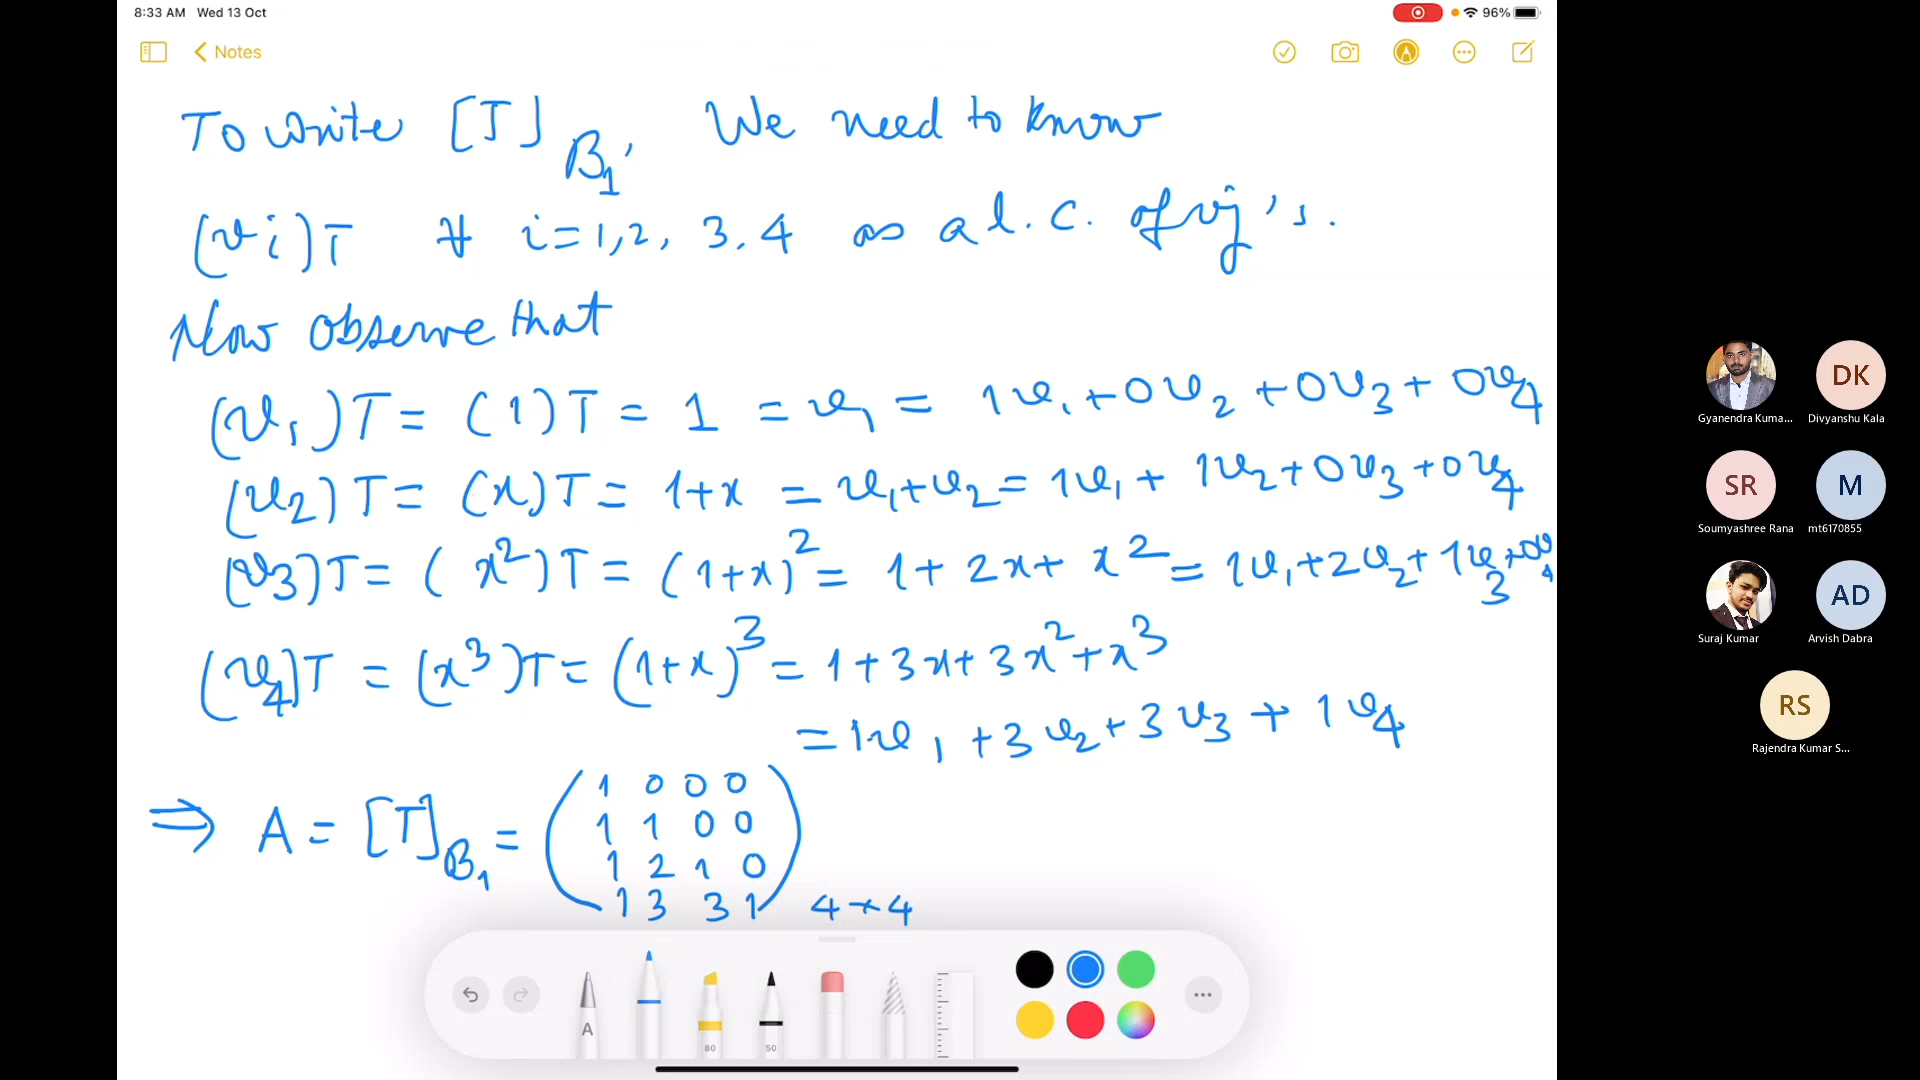 8:33 AM Wed 13 Oct
96%
Notes
To write [T]_B₁, We need to know
(vi)T ∀ i=1,2, 3, 4 as a l.c. of vj's.
Now observe that
(v₁)T = (1)T = 1 = v₁ = 1v₁+0v₂+0v₃+0v₄
(v₂)T = (x)T = 1+x = v₁+v₂ = 1v₁+1v₂+0v₃+0v₄
(v₃)T = (x²)T = (1+x)² = 1+2x+x² = 1v₁+2v₂+1v₃+0v₄
(v₄)T = (x³)T = (1+x)³ = 1+3x+3x²+x³
= 1v₁+3v₂+3v₃+1v₄
⇒ A = [T]_B₁ = (
1 0 0 0
1 1 0 0
1 2 1 0
1 3 3 1
) 4×4
A
80
50
Gyanendra Kuma...
DK
Divyanshu Kala
SR
Soumyashree Rana
M
mt6170855
Suraj Kumar
AD
Arvish Dabra
RS
Rajendra Kumar S...